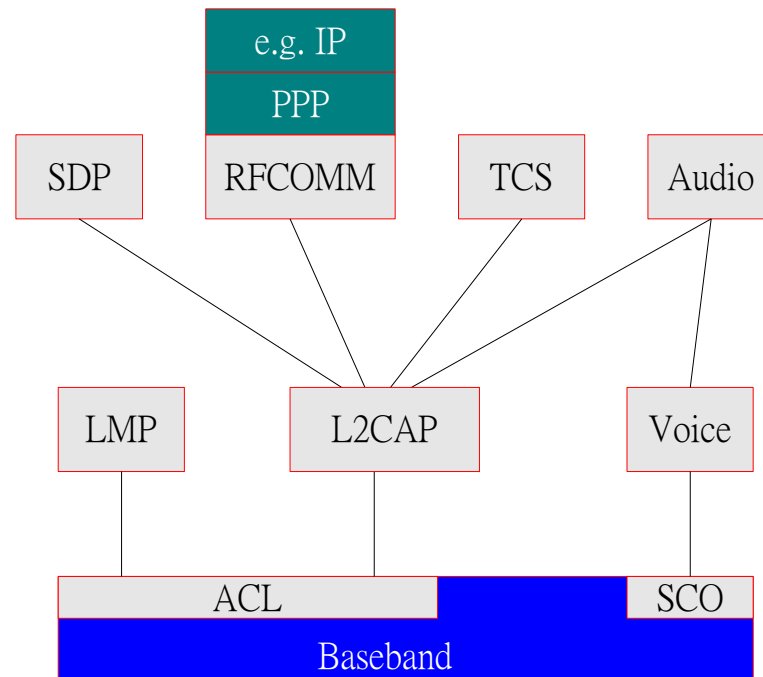 e.g. IP
PPP
SDP
RFCOMM
TCS
Audio
LMP
L2CAP
Voice
ACL
SCO
Baseband